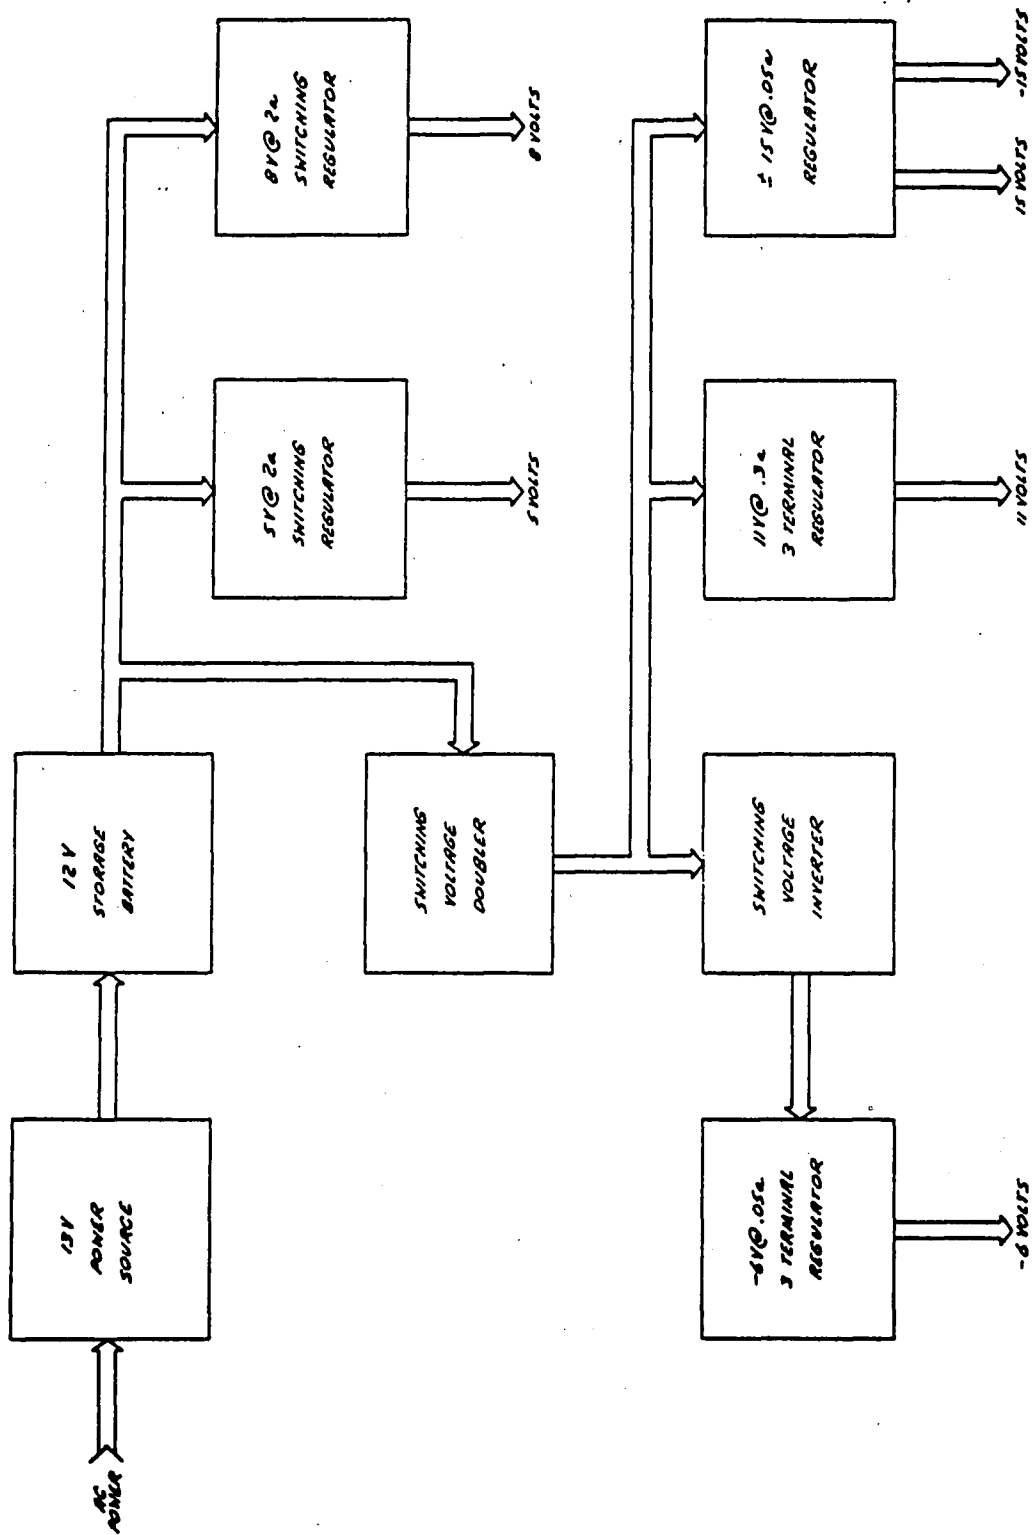 AC
POWER
13V
POWER
SOURCE
12V
STORAGE
BATTERY
5V@2a
SWITCHING
REGULATOR
8V@2a
SWITCHING
REGULATOR
5 VOLTS
8 VOLTS
SWITCHING
VOLTAGE
DOUBLER
-6V@.05a
3 TERMINAL
REGULATOR
SWITCHING
VOLTAGE
INVERTER
11V@.3a
3 TERMINAL
REGULATOR
± 15V@.05a
REGULATOR
-6 VOLTS
11 VOLTS
15 VOLTS
-15 VOLTS